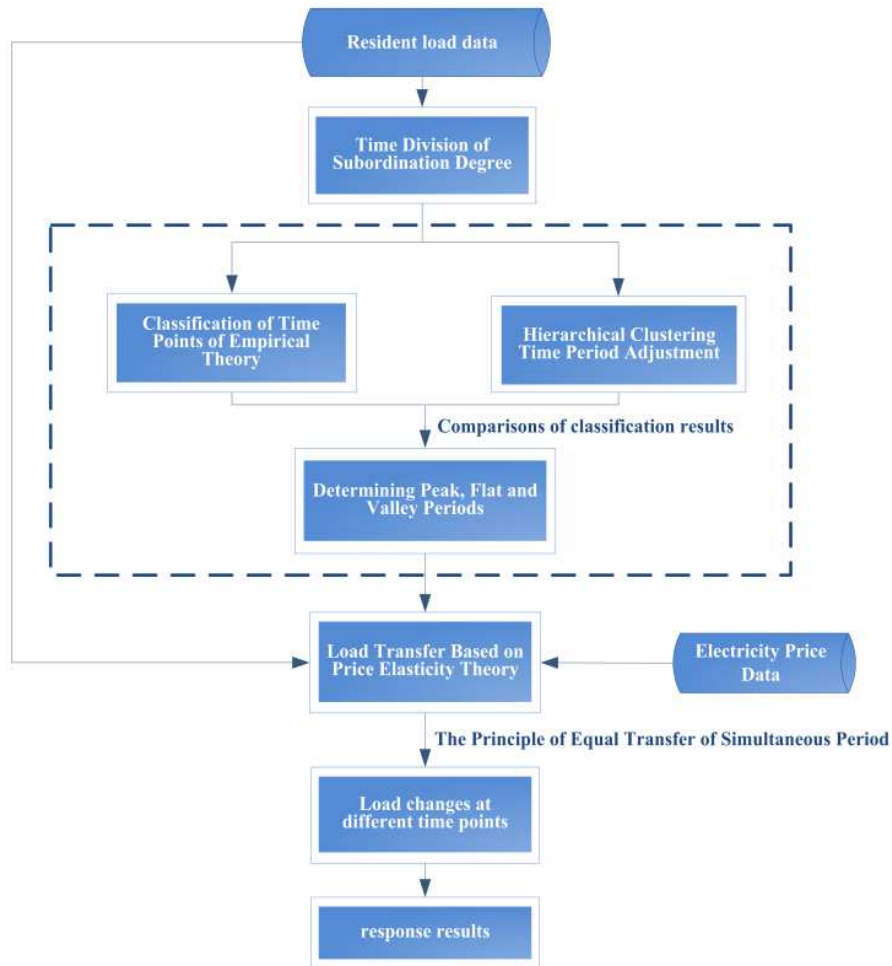 Resident load data
Time Division of
Subordination Degree
Classification of Time
Points of Empirical
Theory
Hierarchical Clustering
Time Period Adjustment
Comparisons of classification results
Determining Peak, Flat and
Valley Periods
Load Transfer Based on
Price Elasticity Theory
Electricity Price
Data
The Principle of Equal Transfer of Simultaneous Period
Load changes at
different time points
response results